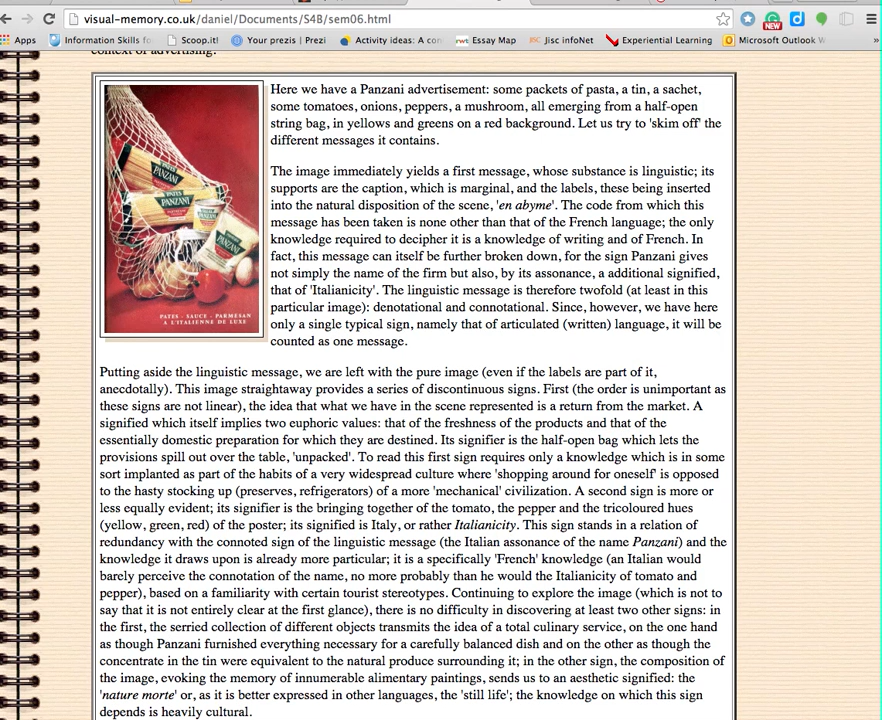 visual-memory.co.uk/daniel/Documents/S4B/sem06.html
Apps Information Skills fo Scoop.it! Your prezis | Prezi Activity ideas: A con rwt Essay Map JISC infoNet Experiential Learning Microsoft Outlook W
context of advertising.
Here we have a Panzani advertisement: some packets of pasta, a tin, a sachet,
some tomatoes, onions, peppers, a mushroom, all emerging from a half-open
string bag, in yellows and greens on a red background. Let us try to 'skim off' the
different messages it contains.
The image immediately yields a first message, whose substance is linguistic; its
supports are the caption, which is marginal, and the labels, these being inserted
into the natural disposition of the scene, 'en abyme'. The code from which this
message has been taken is none other than that of the French language; the only
knowledge required to decipher it is a knowledge of writing and of French. In
fact, this message can itself be further broken down, for the sign Panzani gives
not simply the name of the firm but also, by its assonance, a additional signified,
that of 'Italianicity'. The linguistic message is therefore twofold (at least in this
particular image): denotational and connotational. Since, however, we have here
only a single typical sign, namely that of articulated (written) language, it will be
counted as one message.
PATES
PANZANI
PATES
PANZANI
PANZANI
PATES - SAUCE - PARMESAN
A L'ITALIENNE DE LUXE
Putting aside the linguistic message, we are left with the pure image (even if the labels are part of it,
anecdotally). This image straightaway provides a series of discontinuous signs. First (the order is unimportant as
these signs are not linear), the idea that what we have in the scene represented is a return from the market. A
signified which itself implies two euphoric values: that of the freshness of the products and that of the
essentially domestic preparation for which they are destined. Its signifier is the half-open bag which lets the
provisions spill out over the table, 'unpacked'. To read this first sign requires only a knowledge which is in some
sort implanted as part of the habits of a very widespread culture where 'shopping around for oneself' is opposed
to the hasty stocking up (preserves, refrigerators) of a more 'mechanical' civilization. A second sign is more or
less equally evident; its signifier is the bringing together of the tomato, the pepper and the tricoloured hues
(yellow, green, red) of the poster; its signified is Italy, or rather Italianicity. This sign stands in a relation of
redundancy with the connoted sign of the linguistic message (the Italian assonance of the name Panzani) and the
knowledge it draws upon is already more particular; it is a specifically 'French' knowledge (an Italian would
barely perceive the connotation of the name, no more probably than he would the Italianicity of tomato and
pepper), based on a familiarity with certain tourist stereotypes. Continuing to explore the image (which is not to
say that it is not entirely clear at the first glance), there is no difficulty in discovering at least two other signs: in
the first, the serried collection of different objects transmits the idea of a total culinary service, on the one hand
as though Panzani furnished everything necessary for a carefully balanced dish and on the other as though the
concentrate in the tin were equivalent to the natural produce surrounding it; in the other sign, the composition of
the image, evoking the memory of innumerable alimentary paintings, sends us to an aesthetic signified: the
'nature morte' or, as it is better expressed in other languages, the 'still life'; the knowledge on which this sign
depends is heavily cultural.